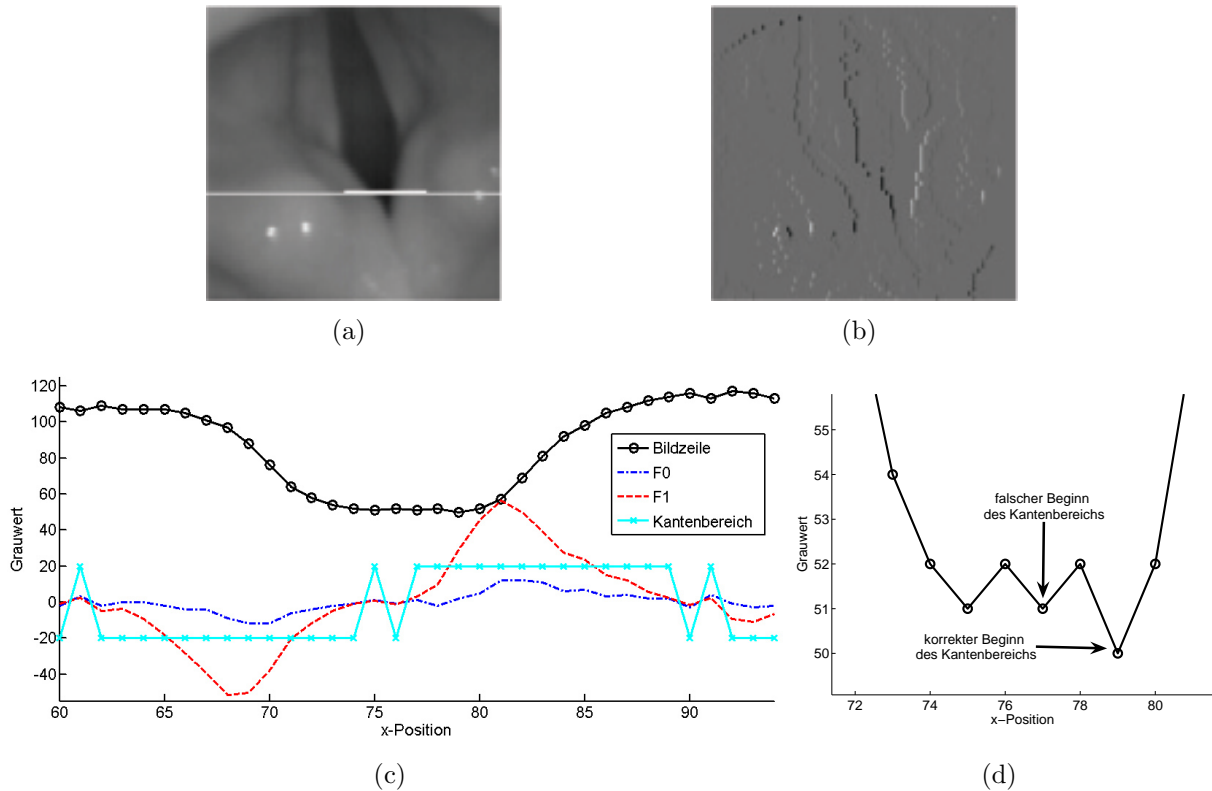 (a)
(b)
120
100
80
60
40
20
0
-20
-40
Grauwert
60
65
70
75
80
85
90
x-Position
Bildzeile
F0
F1
Kantenbereich
(c)
55
54
53
52
51
50
Grauwert
falscher Beginn
des Kantenbereichs
korrekter Beginn
des Kantenbereichs
72
74
76
78
80
x−Position
(d)